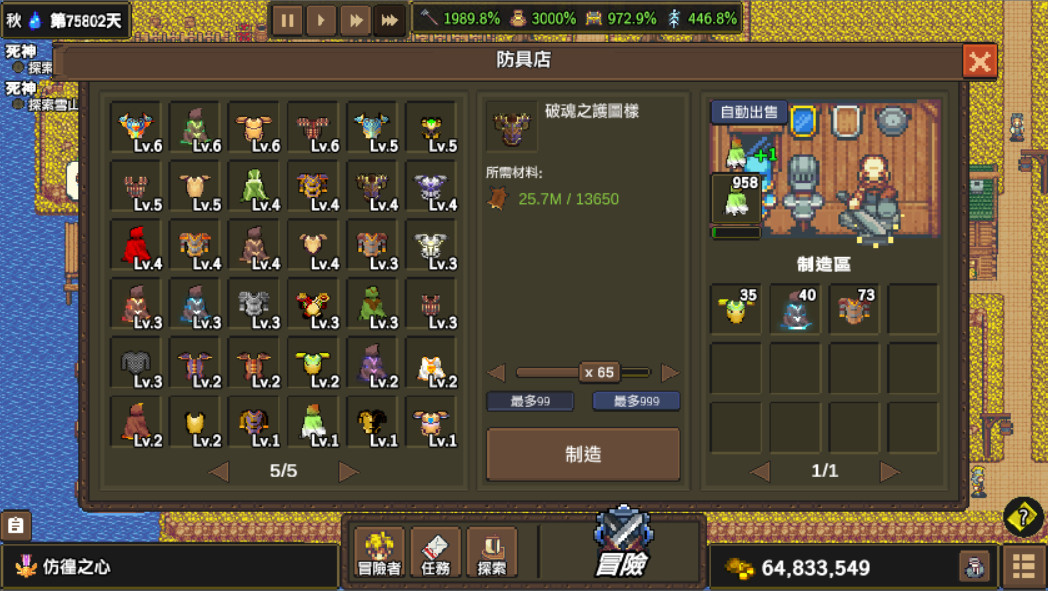 秋 第75802天
1989.8% 3000% 972.9% 446.8%
死神
探索
死神
探索雪山
防具店
Lv.6 Lv.6 Lv.6 Lv.6 Lv.5 Lv.5
Lv.5 Lv.5 Lv.4 Lv.4 Lv.4 Lv.4
Lv.4 Lv.4 Lv.4 Lv.4 Lv.3 Lv.3
Lv.3 Lv.3 Lv.3 Lv.3 Lv.3 Lv.3
Lv.3 Lv.2 Lv.2 Lv.2 Lv.2 Lv.2
Lv.2 Lv.2 Lv.1 Lv.1 Lv.1 Lv.1
5/5
破魂之護圖樣
所需材料:
25.7M / 13650
x 65
最多99 最多999
制造
自動出售
+1
958
制造區
35 40 73
1/1
仿徨之心
冒險者 任務 探索
冒險
64,833,549
?